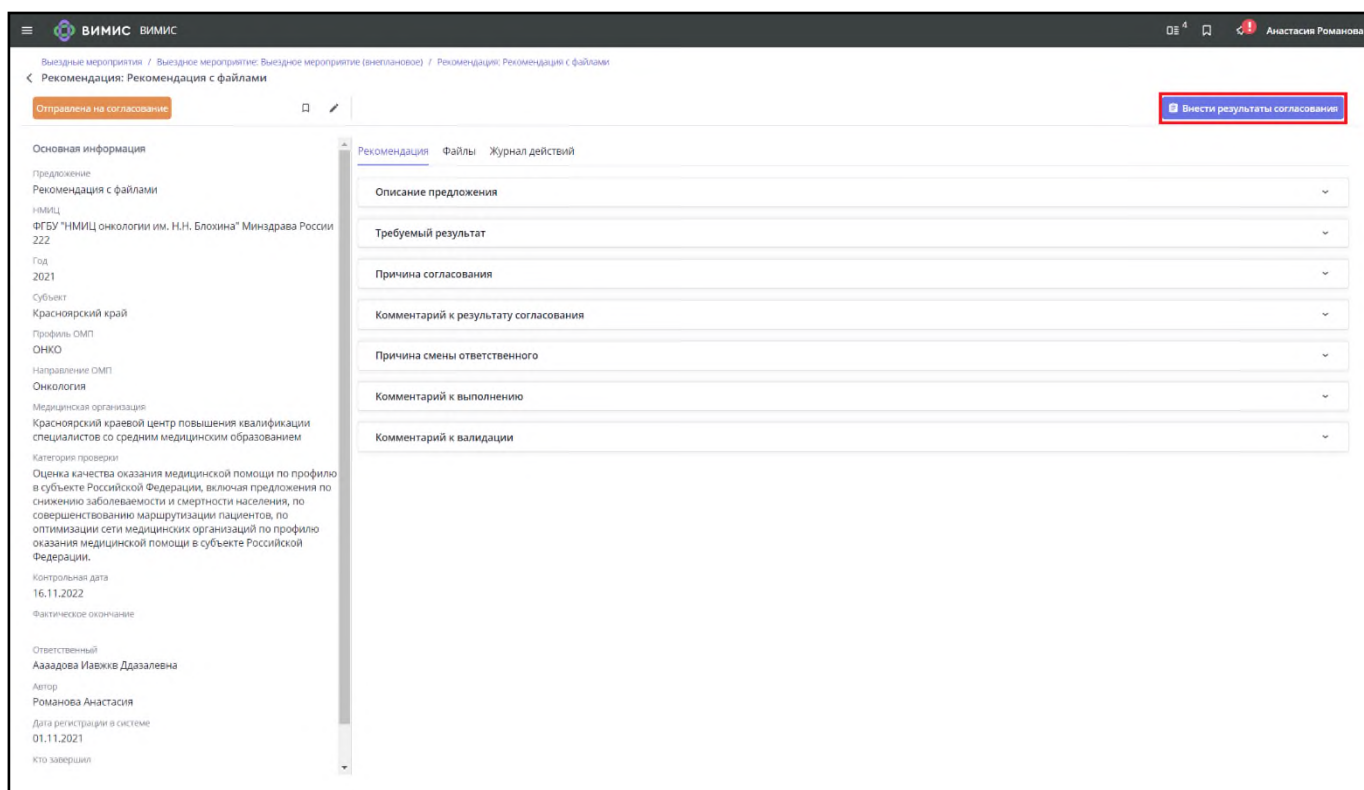 ВИМИС ВИМИС
4
Анастасия Романова
Выездные мероприятия / Выездное мероприятие: Выездное мероприятие (внеплановое) / Рекомендация: Рекомендация с файлами
Рекомендация: Рекомендация с файлами
Отправлена на согласование
Внести результаты согласования
Основная информация
Рекомендация Файлы Журнал действий
Предложение
Рекомендация с файлами
Описание предложения
НМИЦ
ФГБУ "НМИЦ онкологии им. Н.Н. Блохина" Минздрава России
222
Требуемый результат
Год
2021
Причина согласования
Субъект
Красноярский край
Комментарий к результату согласования
Профиль ОМП
ОНКО
Причина смены ответственного
Направление ОМП
Онкология
Комментарий к выполнению
Медицинская организация
Красноярский краевой центр повышения квалификации
специалистов со средним медицинским образованием
Комментарий к валидации
Категория проверки
Оценка качества оказания медицинской помощи по профилю
в субъекте Российской Федерации, включая предложения по
снижению заболеваемости и смертности населения, по
совершенствованию маршрутизации пациентов, по
оптимизации сети медицинских организаций по профилю
оказания медицинской помощи в субъекте Российской
Федерации.
Контрольная дата
16.11.2022
Фактическое окончание
Ответственный
Аааадова Иавжкв Ддазалевна
Автор
Романова Анастасия
Дата регистрации в системе
01.11.2021
Кто завершил